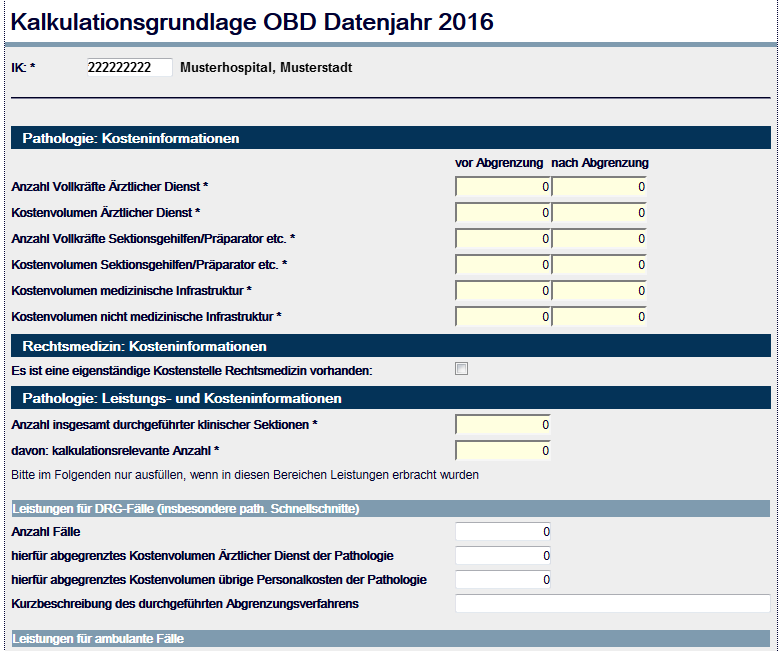 Kalkulationsgrundlage OBD Datenjahr 2016
IK: * 222222222 Musterhospital, Musterstadt
Pathologie: Kosteninformationen
vor Abgrenzung nach Abgrenzung
Anzahl Vollkräfte Ärztlicher Dienst * 0 0
Kostenvolumen Ärztlicher Dienst * 0 0
Anzahl Vollkräfte Sektionsgehilfen/Präparator etc. * 0 0
Kostenvolumen Sektionsgehilfen/Präparator etc. * 0 0
Kostenvolumen medizinische Infrastruktur * 0 0
Kostenvolumen nicht medizinische Infrastruktur * 0 0
Rechtsmedizin: Kosteninformationen
Es ist eine eigenständige Kostenstelle Rechtsmedizin vorhanden:
Pathologie: Leistungs- und Kosteninformationen
Anzahl insgesamt durchgeführter klinischer Sektionen * 0
davon: kalkulationsrelevante Anzahl * 0
Bitte im Folgenden nur ausfüllen, wenn in diesen Bereichen Leistungen erbracht wurden
Leistungen für DRG-Fälle (insbesondere path. Schnellschnitte)
Anzahl Fälle 0
hierfür abgegrenztes Kostenvolumen Ärztlicher Dienst der Pathologie 0
hierfür abgegrenztes Kostenvolumen übrige Personalkosten der Pathologie 0
Kurzbeschreibung des durchgeführten Abgrenzungsverfahrens
Leistungen für ambulante Fälle